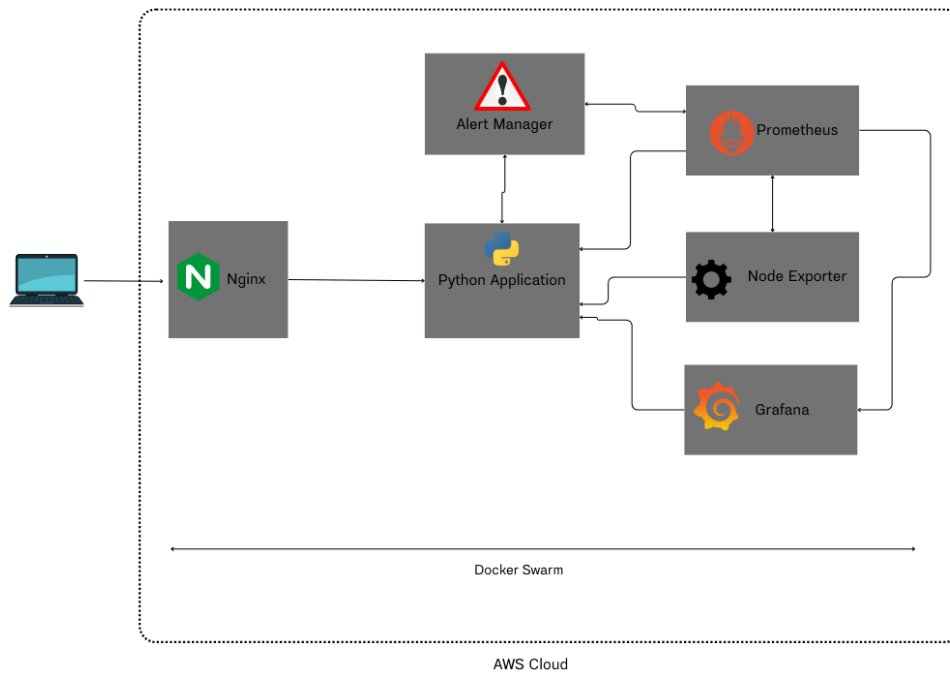 Alert Manager
Prometheus
Nginx
Python Application
Node Exporter
Grafana
Docker Swarm
AWS Cloud